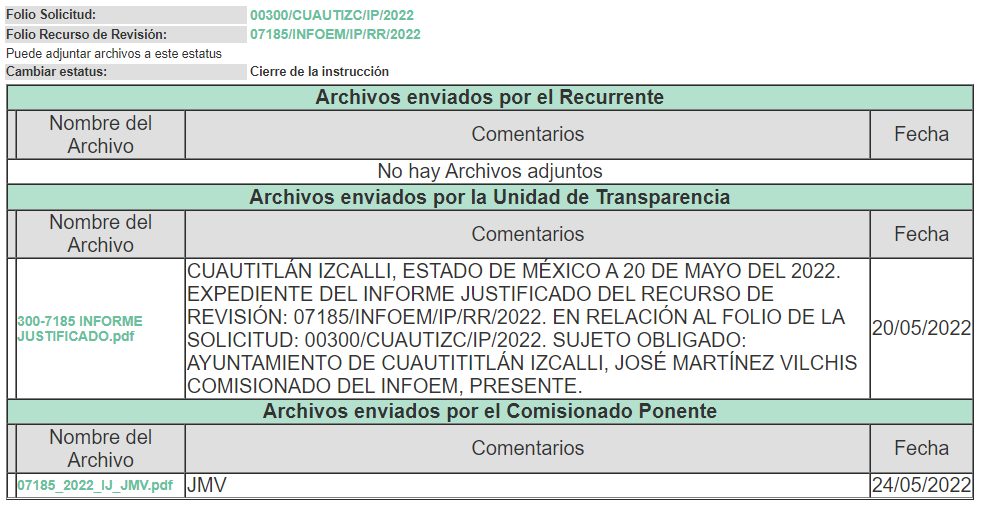 Folio Solicitud: 00300/CUAUTIZC/IP/2022
Folio Recurso de Revisión: 07185/INFOEM/IP/RR/2022
Puede adjuntar archivos a este estatus
Cambiar estatus: Cierre de la instrucción
Archivos enviados por el Recurrente
Nombre del
Archivo
Comentarios
Fecha
No hay Archivos adjuntos
Archivos enviados por la Unidad de Transparencia
Nombre del
Archivo
Comentarios
Fecha
300-7185 INFORME
JUSTIFICADO.pdf
CUAUTITLÁN IZCALLI, ESTADO DE MÉXICO A 20 DE MAYO DEL 2022.
EXPEDIENTE DEL INFORME JUSTIFICADO DEL RECURSO DE
REVISIÓN: 07185/INFOEM/IP/RR/2022. EN RELACIÓN AL FOLIO DE LA
SOLICITUD: 00300/CUAUTIZC/IP/2022. SUJETO OBLIGADO:
AYUNTAMIENTO DE CUAUTITITLÁN IZCALLI, JOSÉ MARTÍNEZ VILCHIS
COMISIONADO DEL INFOEM, PRESENTE.
20/05/2022
Archivos enviados por el Comisionado Ponente
Nombre del
Archivo
Comentarios
Fecha
07185_2022_IJ_JMV.pdf
JMV
24/05/2022